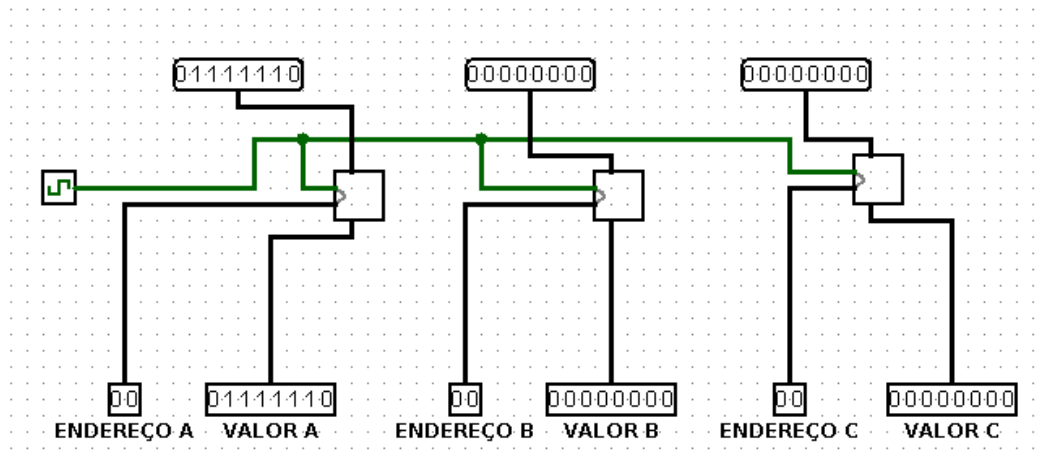 01111110 00000000 00000000
00 01111110 00 00000000 00 00000000
ENDEREÇO A VALOR A ENDEREÇO B VALOR B ENDEREÇO C VALOR C